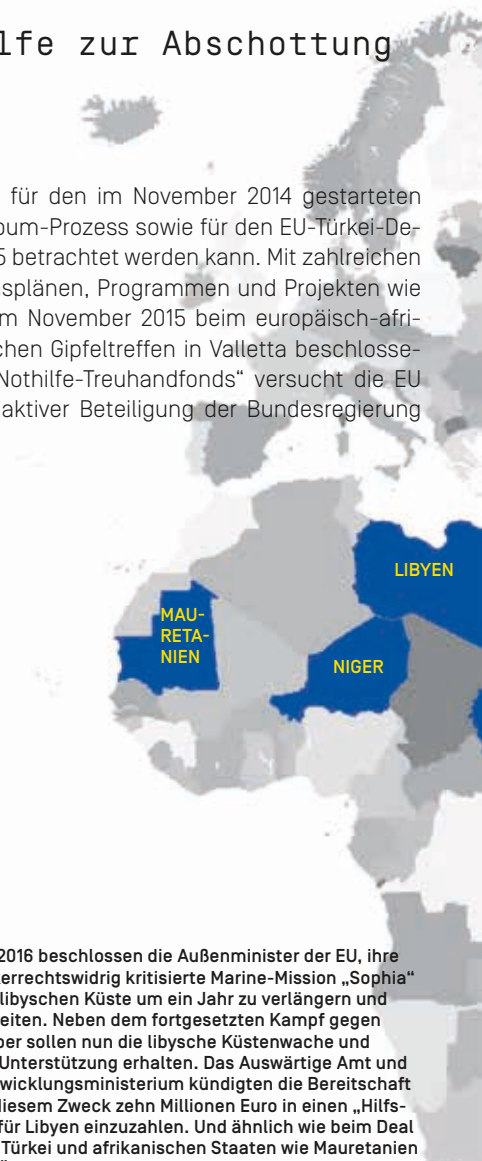 lfe zur Abschottung
für den im November 2014 gestarteten
oum-Prozess sowie für den EU-Türkei-De-
5 betrachtet werden kann. Mit zahlreichen
nsplänen, Programmen und Projekten wie
m November 2015 beim europäisch-afri-
chen Gipfeltreffen in Valletta beschlosse-
Nothilfe-Treuhandfonds“ versucht die EU
aktiver Beteiligung der Bundesregierung
LIBYEN
MAU-
RETA-
NIEN
NIGER
2016 beschlossen die Außenminister der EU, ihre
kerrechtswidrig kritisierte Marine-Mission „Sophia“
libyschen Küste um ein Jahr zu verlängern und
eiten. Neben dem fortgesetzten Kampf gegen
per sollen nun die libysche Küstenwache und
Unterstützung erhalten. Das Auswärtige Amt und
twicklungsministerium kündigten die Bereitschaft
diesem Zweck zehn Millionen Euro in einen „Hilfs-
für Libyen einzuzahlen. Und ähnlich wie beim Deal
Türkei und afrikanischen Staaten wie Mauretanien